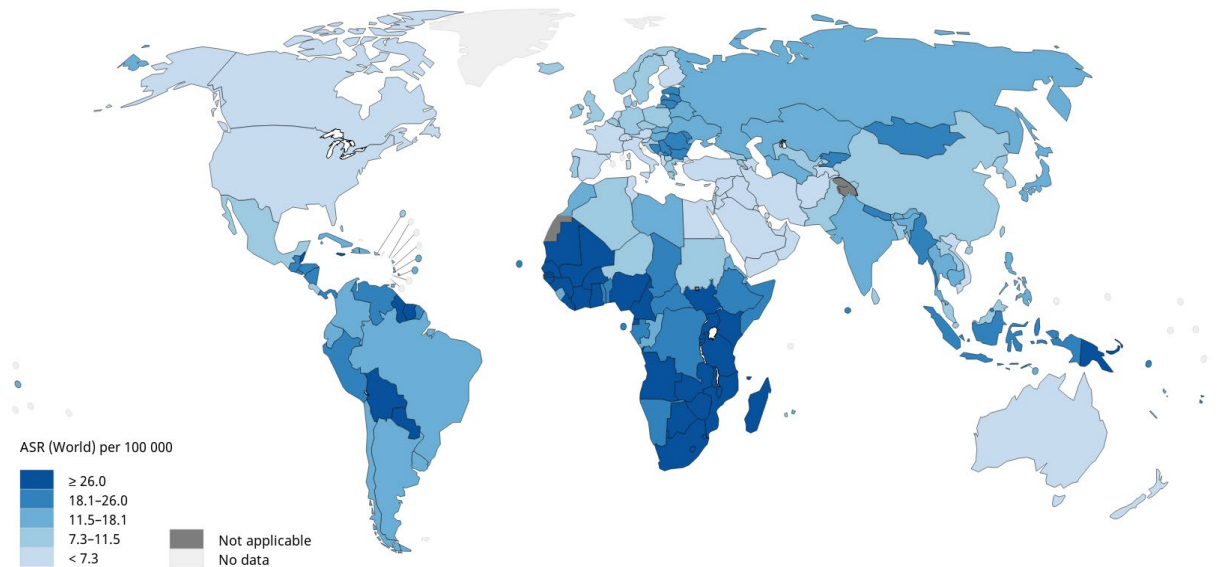 ASR (World) per 100 000
≥ 26.0
18.1–26.0
11.5–18.1
7.3–11.5
< 7.3
Not applicable
No data